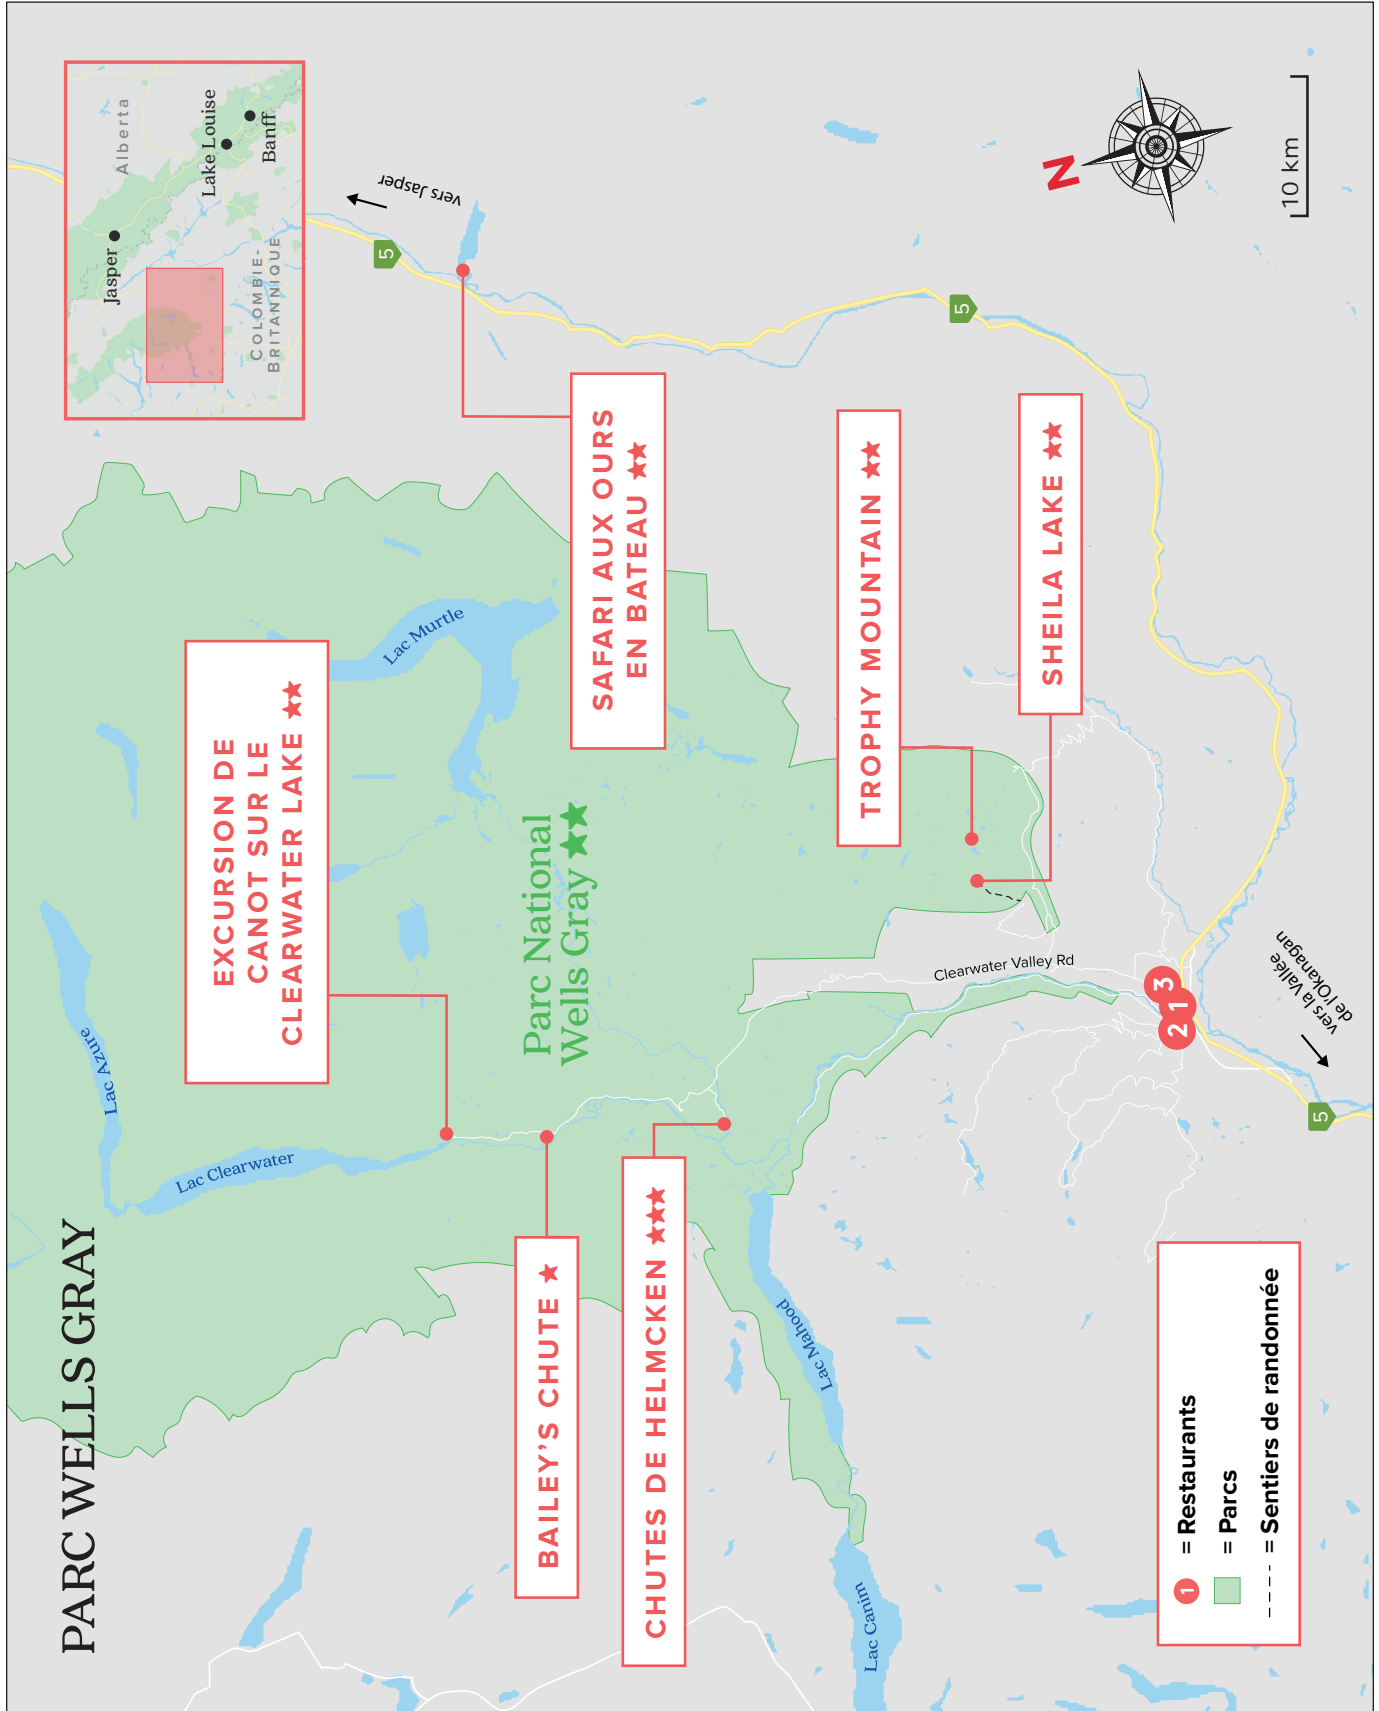 PARC WELLS GRAY
Alberta
Jasper
Lake Louise
Banff
COLOMBIE-
BRITANNIQUE
vers Jasper
5
5
5
N
10 km
EXCURSION DE
CANOT SUR LE
CLEARWATER LAKE ★★
SAFARI AUX OURS
EN BATEAU ★★
TROPHY MOUNTAIN ★★
SHEILA LAKE ★★
BAILEY'S CHUTE ★
CHUTES DE HELMCKEN ★★★
Parc National
Wells Gray ★★
Lac Azure
Lac Clearwater
Lac Murtle
Lac Mahood
Lac Canim
Clearwater Valley Rd
2
1
3
vers la Vallée
de l'Okanagan
1 = Restaurants
= Parcs
---- = Sentiers de randonnée